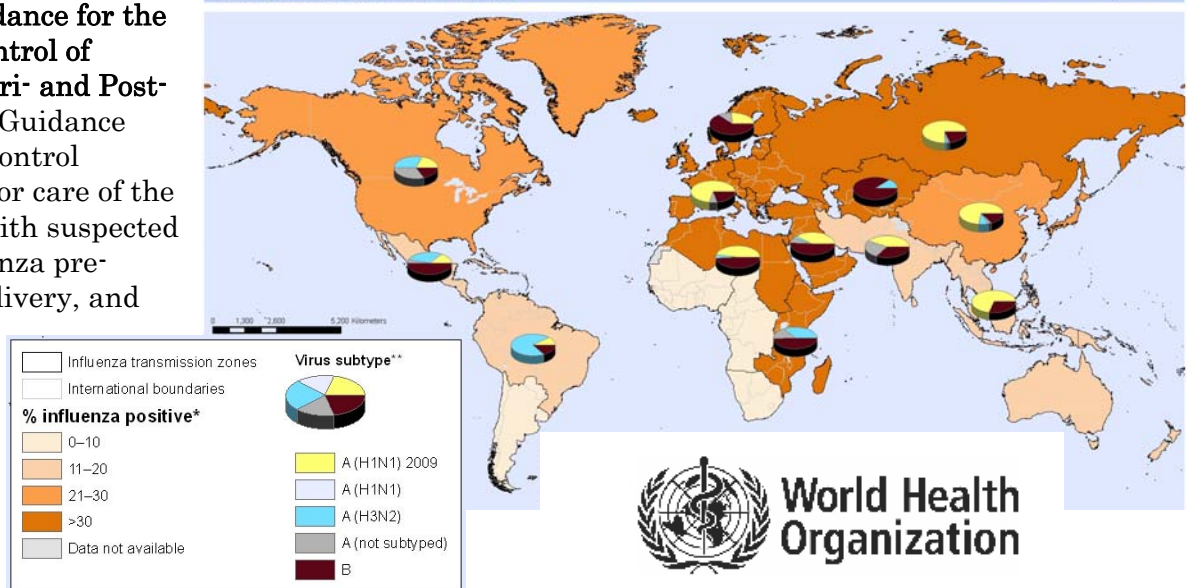 dance for the
ntrol of
ri- and Post-
Guidance
ontrol
or care of the
ith suspected
nza pre-
livery, and
0 1,300 2,600 5,200 Kilometers
Influenza transmission zones
International boundaries
% influenza positive*
0–10
11–20
21–30
>30
Data not available
Virus subtype**
A (H1N1) 2009
A (H1N1)
A (H3N2)
A (not subtyped)
B
World Health
Organization